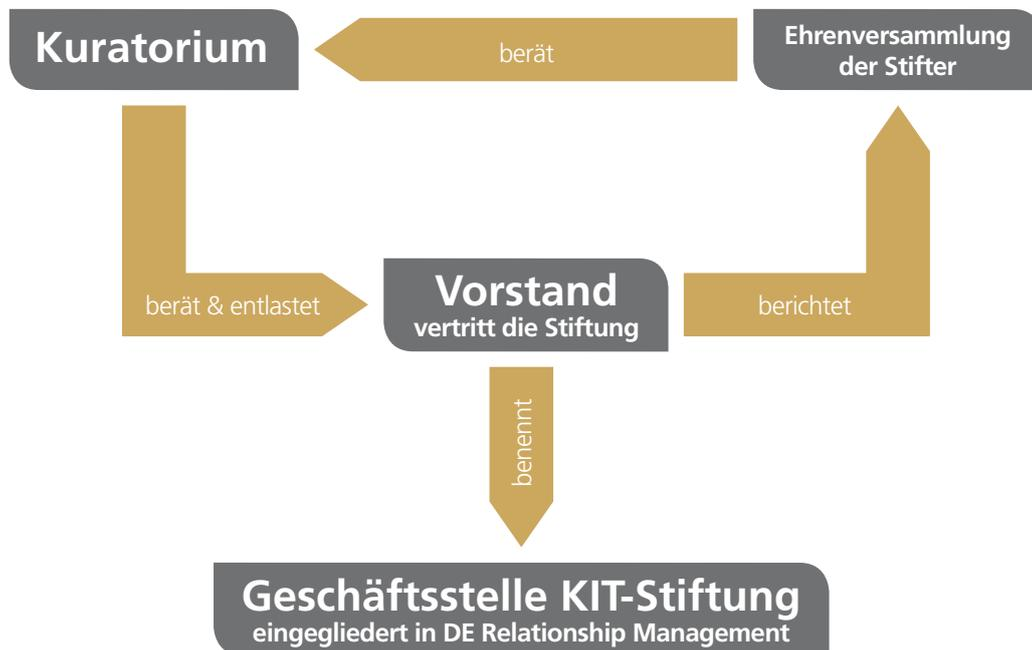 Kuratorium
berät
Ehrenversammlung
der Stifter
berät & entlastet
Vorstand
vertritt die Stiftung
berichtet
benennt
Geschäftsstelle KIT-Stiftung
eingegliedert in DE Relationship Management